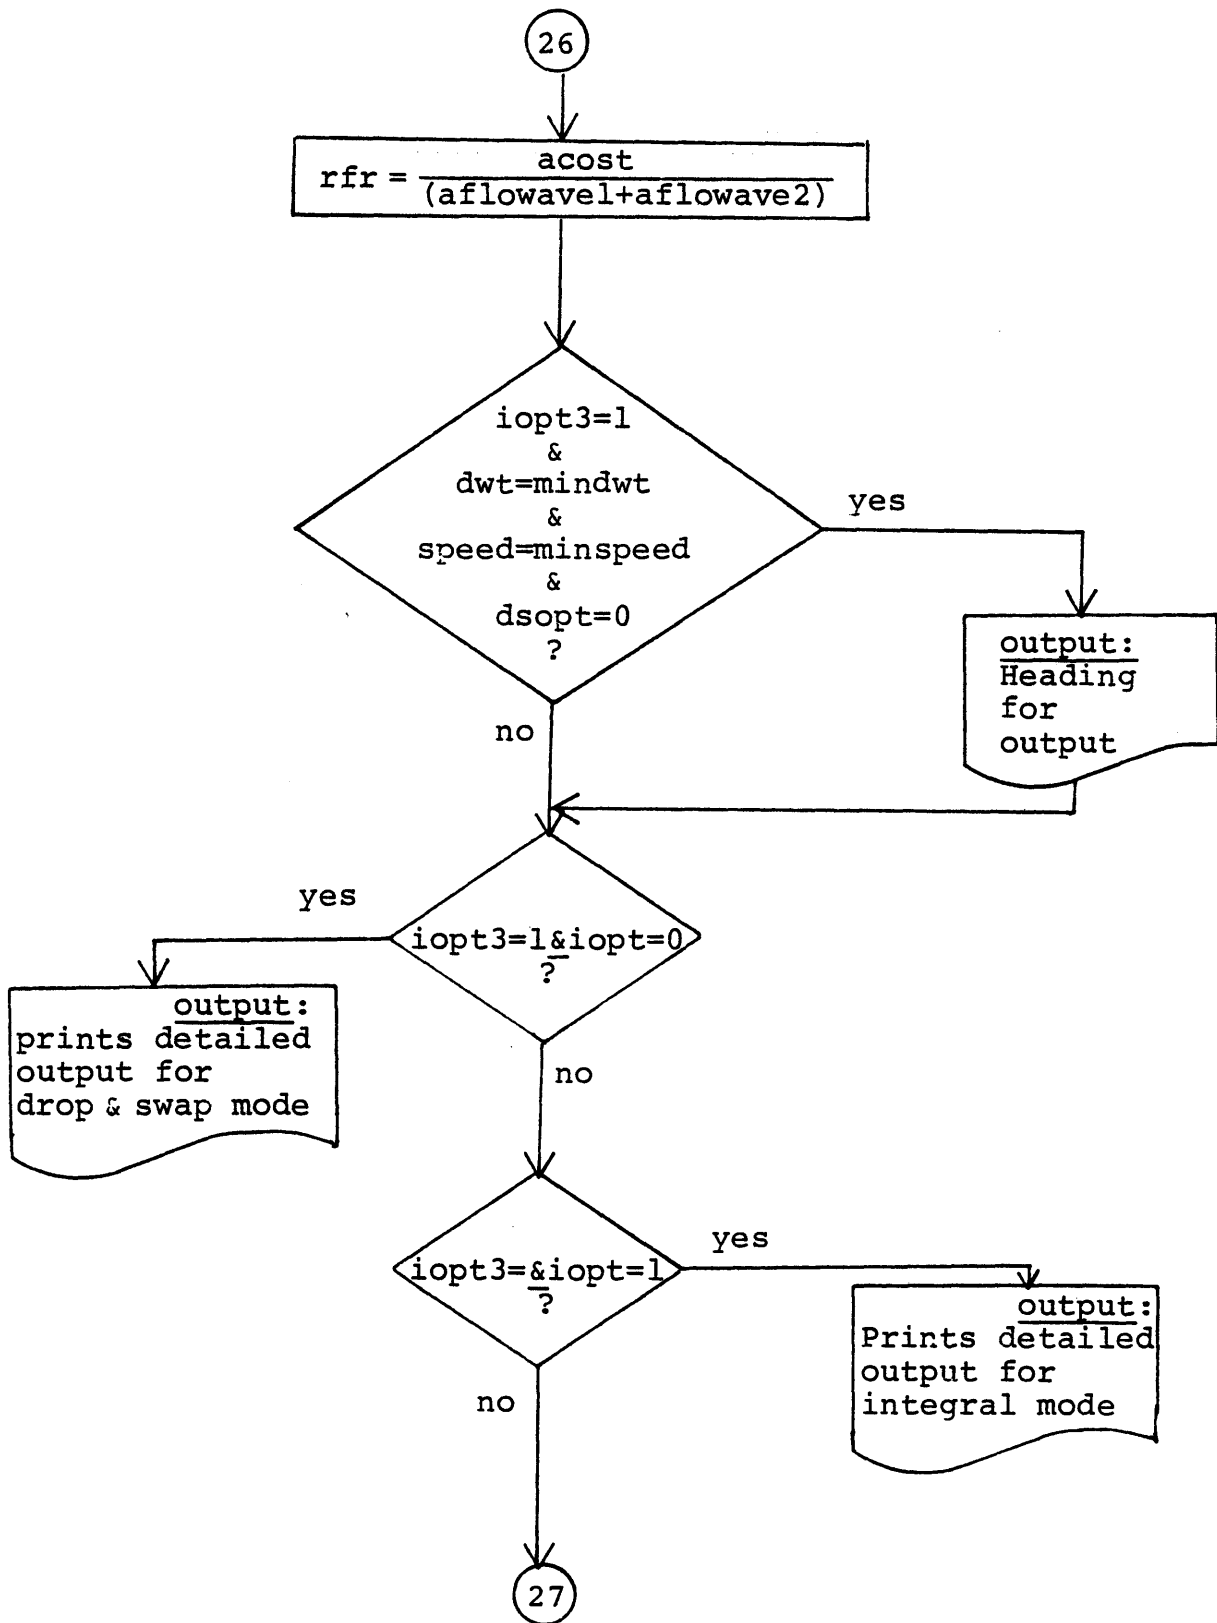 26
rfr = acost
(aflowave1+aflowave2)
iopt3=1
&
dwt=mindwt
&
speed=minspeed
&
dsopt=0
?
yes
output:
Heading
for
output
no
yes
iopt3=1&iopt=0
?
output:
prints detailed
output for
drop & swap mode
no
iopt3=&iopt=1
?
yes
output:
Prints detailed
output for
integral mode
no
27